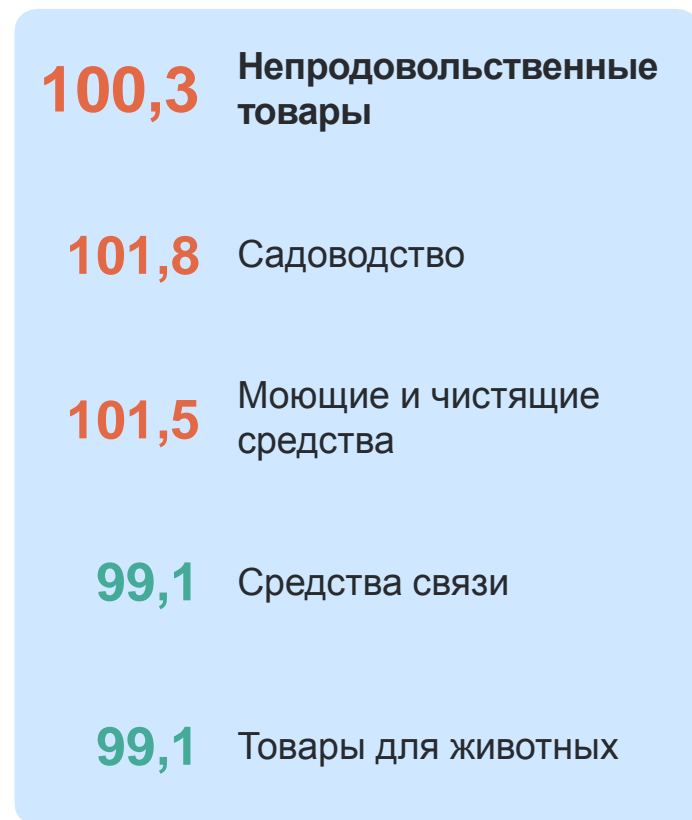 100,3 Непродовольственные
товары
101,8 Садоводство
101,5 Моющие и чистящие
средства
99,1 Средства связи
99,1 Товары для животных